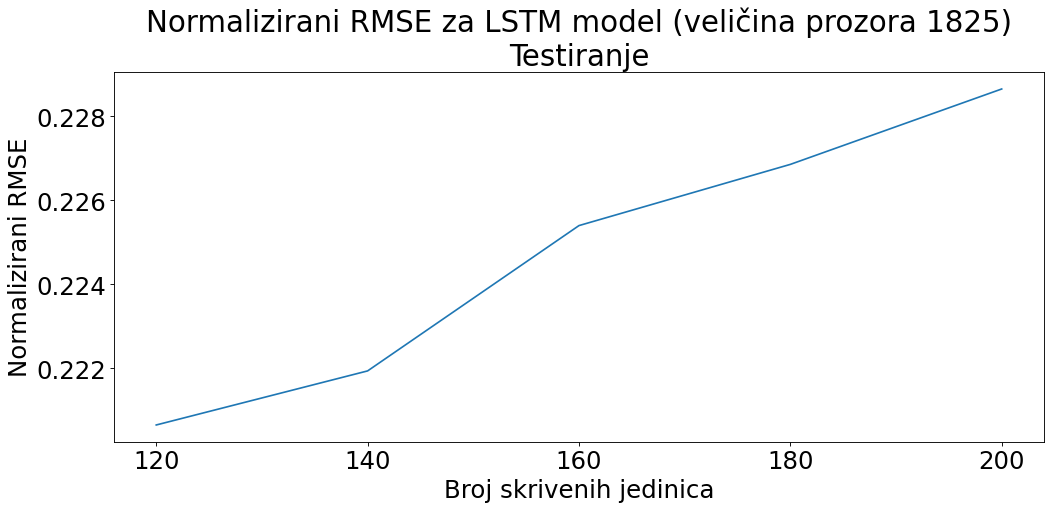 Normalizirani RMSE za LSTM model (veličina prozora 1825)
Testiranje
Normalizirani RMSE
0.228
0.226
0.224
0.222
120 140 160 180 200
Broj skrivenih jedinica